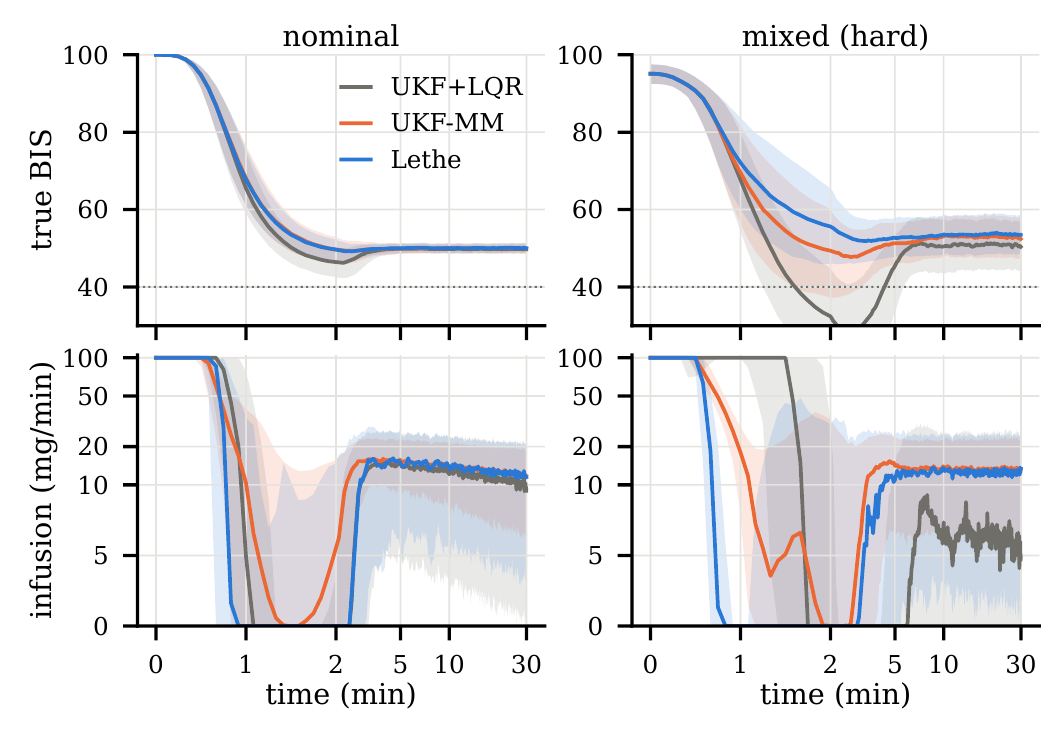 nominal
mixed (hard)
true BIS
100
80
60
40
UKF+LQR
UKF-MM
Lethe
100
80
60
40
infusion (mg/min)
100
50
20
10
5
0
100
50
20
10
5
0
0 1 2 5 10 30
0 1 2 5 10 30
time (min)
time (min)